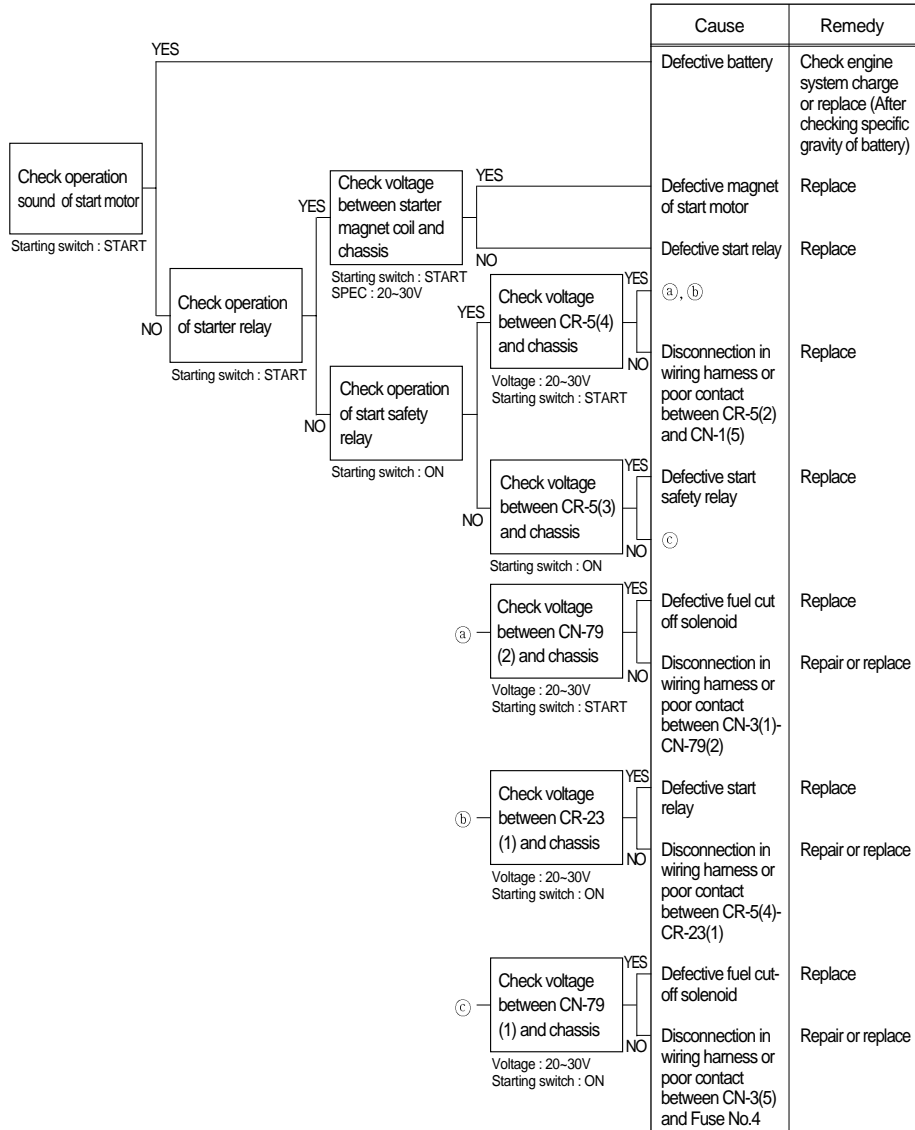 Cause
Remedy
YES
Defective battery
Check engine
system charge
or replace (After
checking specific
gravity of battery)
Check operation
sound of start motor
Starting switch : START
YES
Check voltage
between starter
magnet coil and
chassis
Starting switch : START
SPEC : 20~30V
YES
Defective magnet
of start motor
Replace
NO
Defective start relay
Replace
NO
Check operation
of starter relay
Starting switch : START
YES
Check voltage
between CR-5(4)
and chassis
Voltage : 20~30V
Starting switch : START
YES
ⓐ, ⓑ
NO
Disconnection in
wiring harness or
poor contact
between CR-5(2)
and CN-1(5)
Replace
NO
Check operation
of start safety
relay
Starting switch : ON
NO
Check voltage
between CR-5(3)
and chassis
Starting switch : ON
YES
Defective start
safety relay
Replace
NO
ⓒ
ⓐ
Check voltage
between CN-79
(2) and chassis
Voltage : 20~30V
Starting switch : START
YES
Defective fuel cut
off solenoid
Replace
NO
Disconnection in
wiring harness or
poor contact
between CN-3(1)-
CN-79(2)
Repair or replace
ⓑ
Check voltage
between CR-23
(1) and chassis
Voltage : 20~30V
Starting switch : ON
YES
Defective start
relay
Replace
NO
Disconnection in
wiring harness or
poor contact
between CR-5(4)-
CR-23(1)
Repair or replace
ⓒ
Check voltage
between CN-79
(1) and chassis
Voltage : 20~30V
Starting switch : ON
YES
Defective fuel cut-
off solenoid
Replace
NO
Disconnection in
wiring harness or
poor contact
between CN-3(5)
and Fuse No.4
Repair or replace